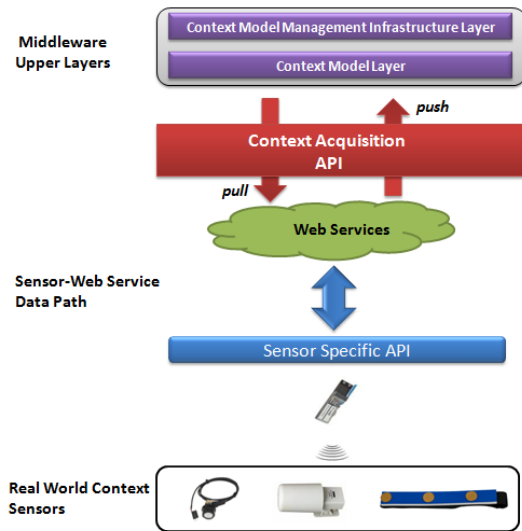 Context Model Management Infrastructure Layer
Middleware
Upper Layers
Context Model Layer
push
Context Acquisition
API
pull
Web Services
Sensor-Web Service
Data Path
Sensor Specific API
Real World Context
Sensors